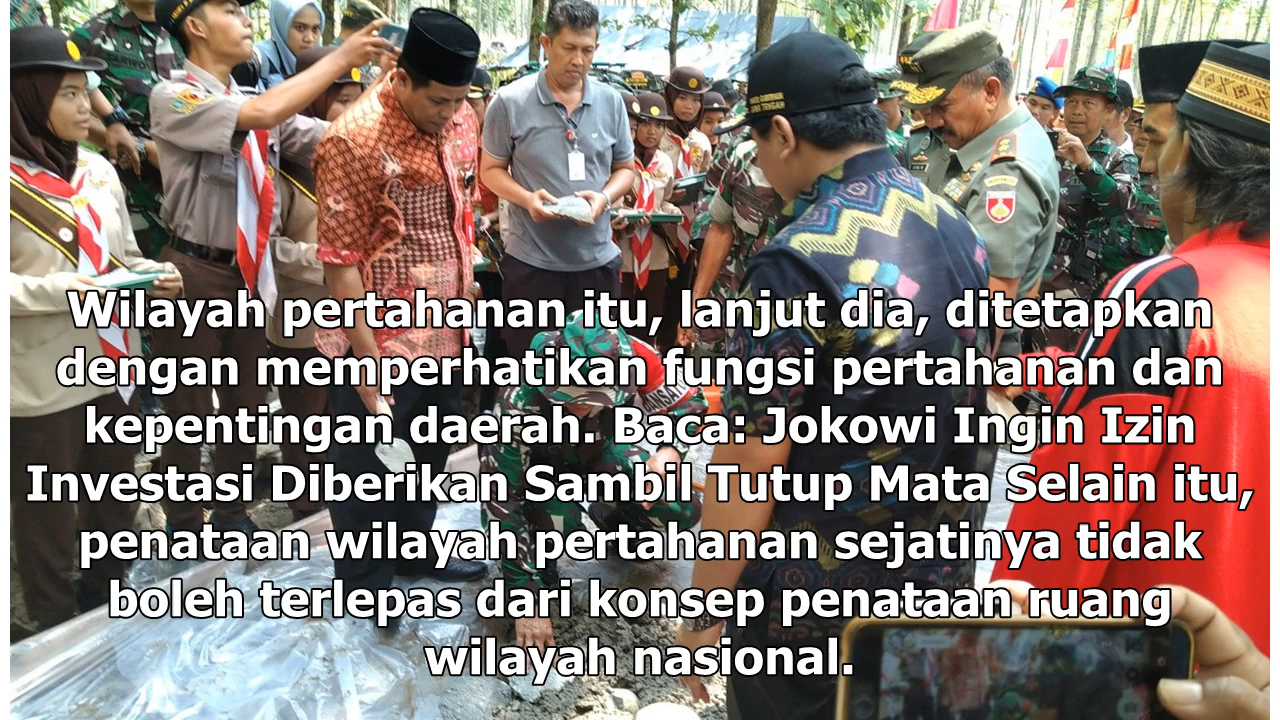 Wilayah pertahanan itu, lanjut dia, ditetapkan
dengan memperhatikan fungsi pertahanan dan
kepentingan daerah. Baca: Jokowi Ingin Izin
Investasi Diberikan Sambil Tutup Mata Selain itu,
penataan wilayah pertahanan sejatinya tidak
boleh terlepas dari konsep penataan ruang
wilayah nasional.